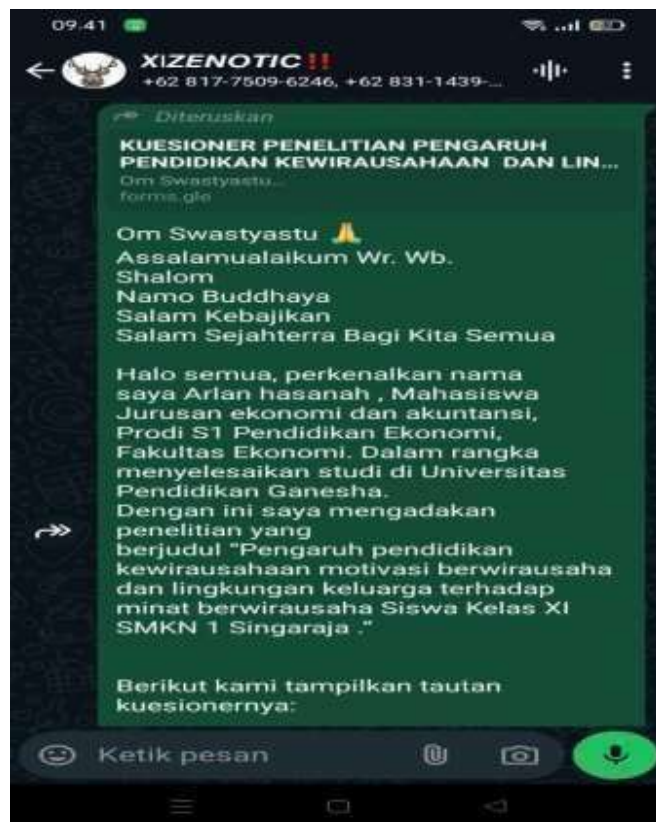 09.41
XIZENOTIC‼
+62 817-7509-6246, +62 831-1439-...
Diteruskan
KUESIONER PENELITIAN PENGARUH
PENDIDIKAN KEWIRAUSAHAAN DAN LIN...
Om Swastyastu...
forms.gle
Om Swastyastu 🙏
Assalamualaikum Wr. Wb.
Shalom
Namo Buddhaya
Salam Kebajikan
Salam Sejahterra Bagi Kita Semua
Halo semua, perkenalkan nama
saya Arlan hasanah , Mahasiswa
Jurusan ekonomi dan akuntansi,
Prodi S1 Pendidikan Ekonomi,
Fakultas Ekonomi. Dalam rangka
menyelesaikan studi di Universitas
Pendidikan Ganesha.
Dengan ini saya mengadakan
penelitian yang
berjudul "Pengaruh pendidikan
kewirausahaan motivasi berwirausaha
dan lingkungan keluarga terhadap
minat berwirausaha Siswa Kelas XI
SMKN 1 Singaraja ."
Berikut kami tampilkan tautan
kuesionernya:
Ketik pesan